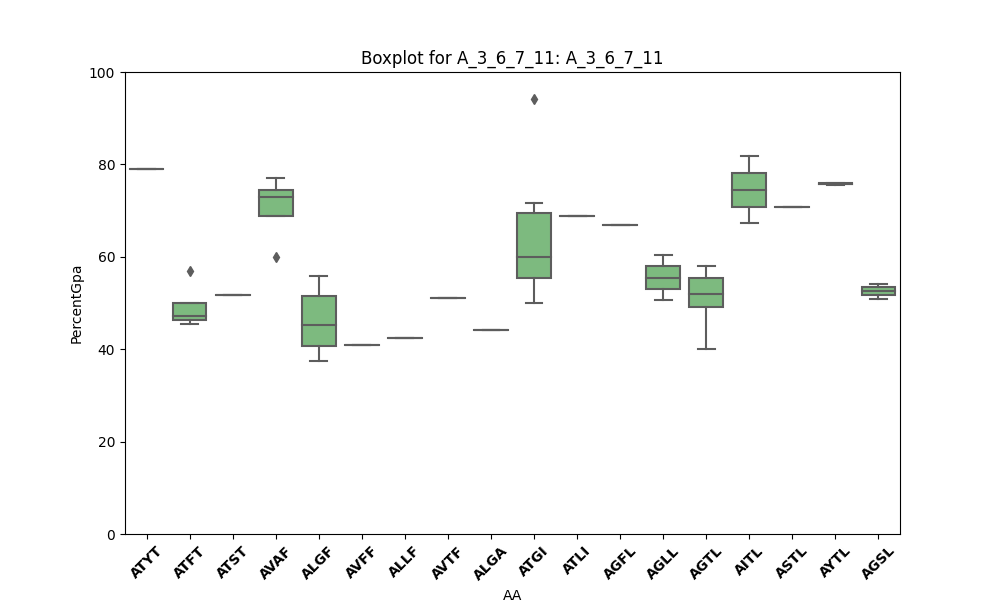 Boxplot for A_3_6_7_11: A_3_6_7_11
100
80
60
40
20
0
PercentGpa
ATYT ATFT ATST AVAF ALGF AVFF ALLF AVTF ALGA ATGI ATLI AGFL AGLL AGTL AITL ASTL AYTL AGSL
AA